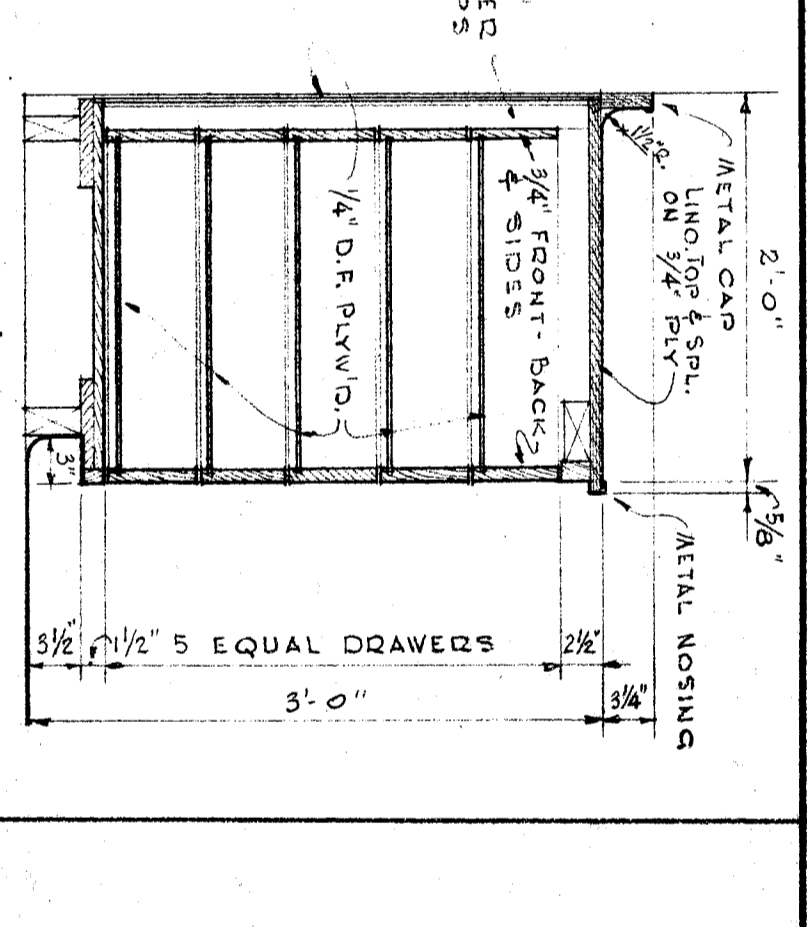 2'-0"
5/8"
METAL CAP
LINO. TOP & SPL.
ON 3/4" PLY
1 1/2" R.
METAL NOSING
3/4" FRONT - BACK
& SIDES
1/4" D.F. PLYW'D.
3"
3 1/2"
1 1/2"
5 EQUAL DRAWERS
2 1/2"
3'-0"
3 1/4"